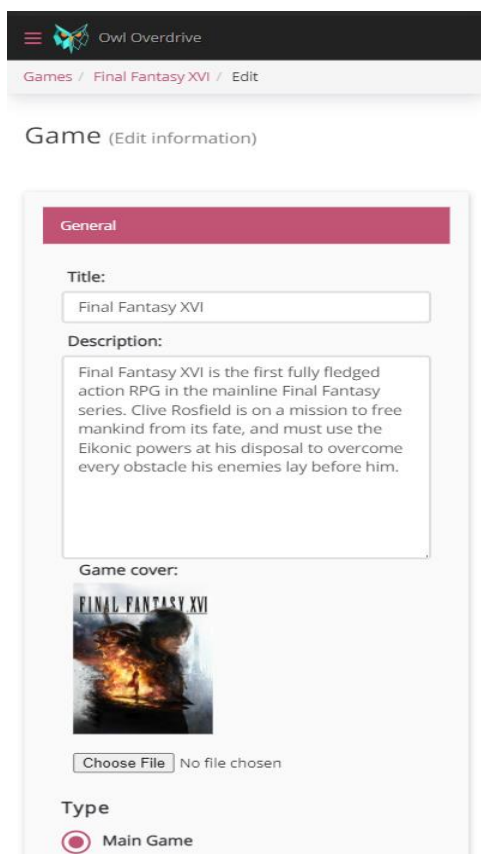 Owl Overdrive
Games / Final Fantasy XVI / Edit
Game (Edit information)
General
Title:
Final Fantasy XVI
Description:
Final Fantasy XVI is the first fully fledged
action RPG in the mainline Final Fantasy
series. Clive Rosfield is on a mission to free
mankind from its fate, and must use the
Eikonic powers at his disposal to overcome
every obstacle his enemies lay before him.
Game cover:
FINAL FANTASY XVI
Choose File No file chosen
Type
Main Game